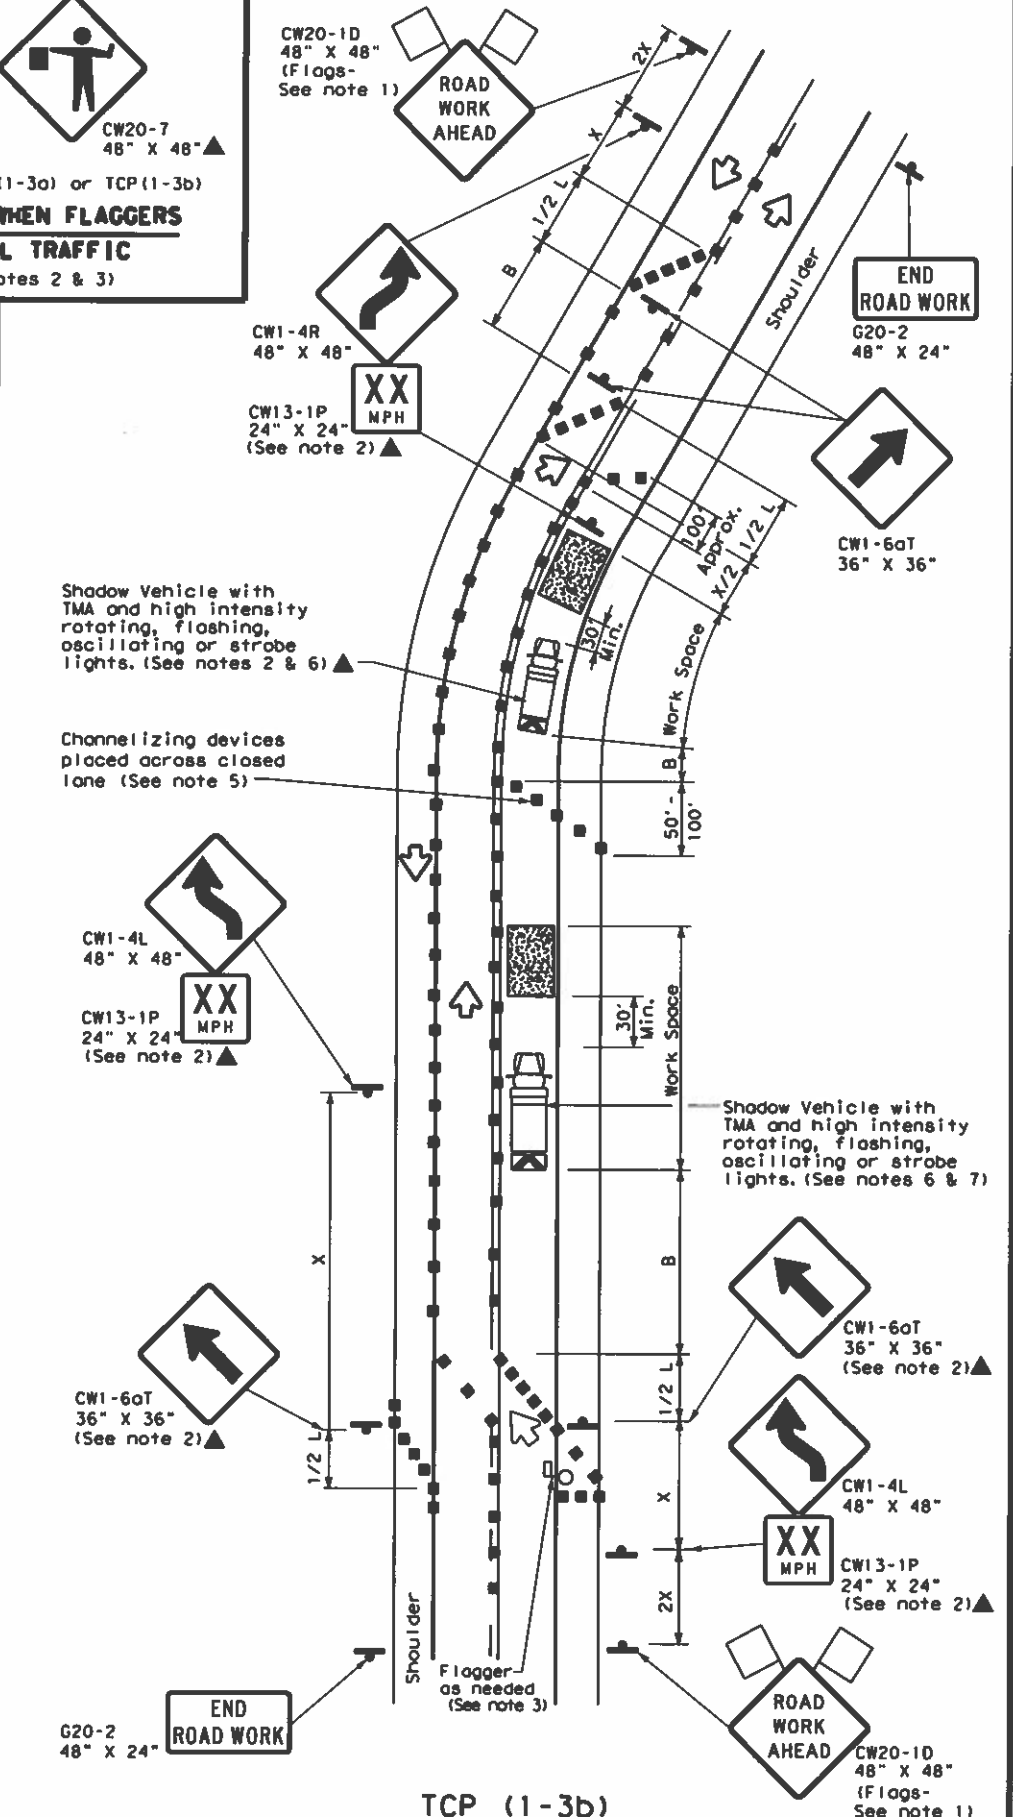 CW20-7
48" X 48"▲
(1-3a) or TCP(1-3b)
WHEN FLAGGERS
L TRAFFIC
otes 2 & 3)
CW20-1D
48" X 48"
(Flags-
See note 1)
ROAD
WORK
AHEAD
2X
X
1/2 L
B
CW1-4R
48" X 48"
XX
MPH
CW13-1P
24" X 24"
(See note 2)▲
Shoulder
END
ROAD WORK
G20-2
48" X 24"
CW1-6aT
36" X 36"
100'
Approx.
1/2 L
X/2
30'
Min.
Work Space
B
50'-
100'
Shadow Vehicle with
TMA and high intensity
rotating, flashing,
oscillating or strobe
lights. (See notes 2 & 6)▲
Channelizing devices
placed across closed
lane (See note 5)
CW1-4L
48" X 48"
XX
MPH
CW13-1P
24" X 24"
(See note 2)▲
30'
Min.
Work Space
Shadow Vehicle with
TMA and high intensity
rotating, flashing,
oscillating or strobe
lights. (See notes 6 & 7)
X
B
CW1-6aT
36" X 36"
(See note 2)▲
1/2 L
CW1-6aT
36" X 36"
(See note 2)▲
1/2 L
X
2X
CW1-4L
48" X 48"
XX
MPH
CW13-1P
24" X 24"
(See note 2)▲
Shoulder
Flagger
as needed
(See note 3)
END
ROAD WORK
G20-2
48" X 24"
ROAD
WORK
AHEAD
CW20-1D
48" X 48"
(Flags-
See note 1)
TCP (1-3b)